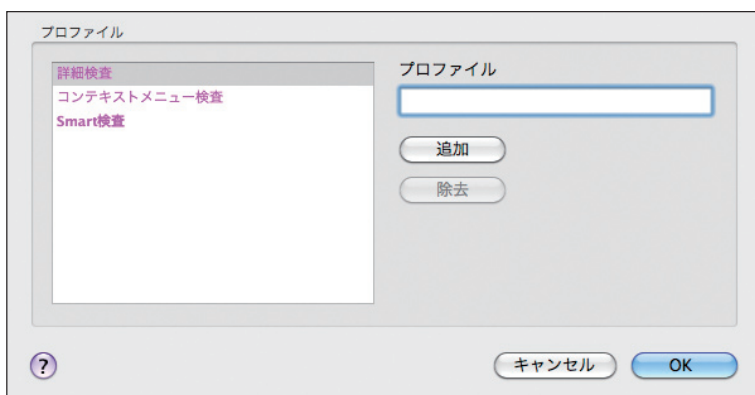 プロファイル
詳細検査
コンテキストメニュー検査
Smart検査
プロファイル
追加
除去
?
キャンセル
OK